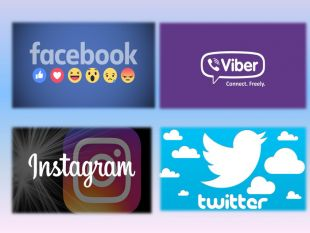 facebook
Viber
Connect. Freely.
Instagram
twitter